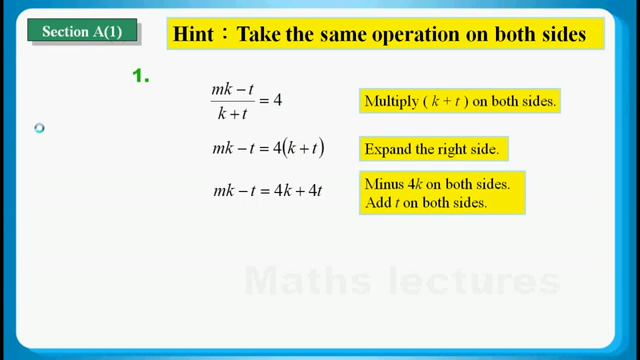 Section A(1)
Hint：Take the same operation on both sides
1.
(mk − t)/(k + t) = 4
Multiply ( k + t ) on both sides.
mk − t = 4(k + t)
Expand the right side.
mk − t = 4k + 4t
Minus 4k on both sides.
Add t on both sides.
Maths lectures